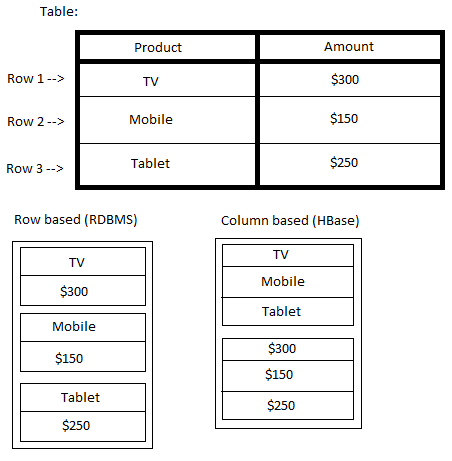 Table:
Product Amount
Row 1 --> TV $300
Row 2 --> Mobile $150
Row 3 --> Tablet $250
Row based (RDBMS)
TV
$300
Mobile
$150
Tablet
$250
Column based (HBase)
TV
Mobile
Tablet
$300
$150
$250